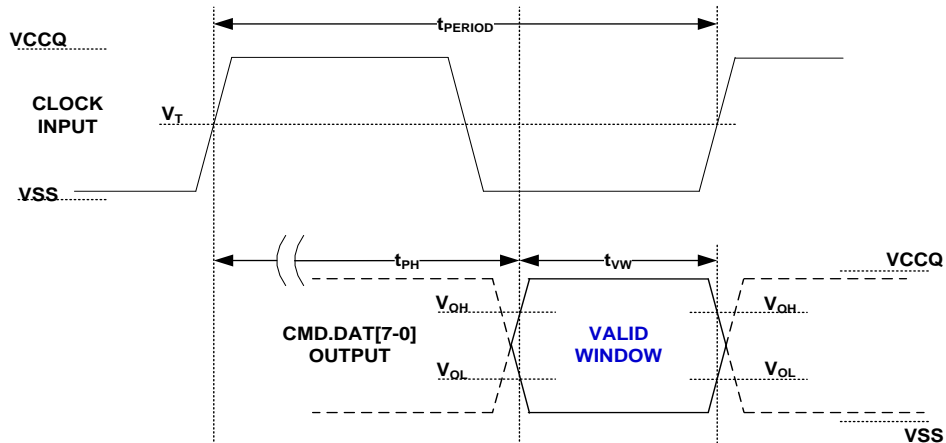 tPERIOD
VCCQ
CLOCK
INPUT
VT
VSS
tPH
tVW
VCCQ
VOH
VOH
CMD.DAT[7-0]
OUTPUT
VALID
WINDOW
VOL
VOL
VSS